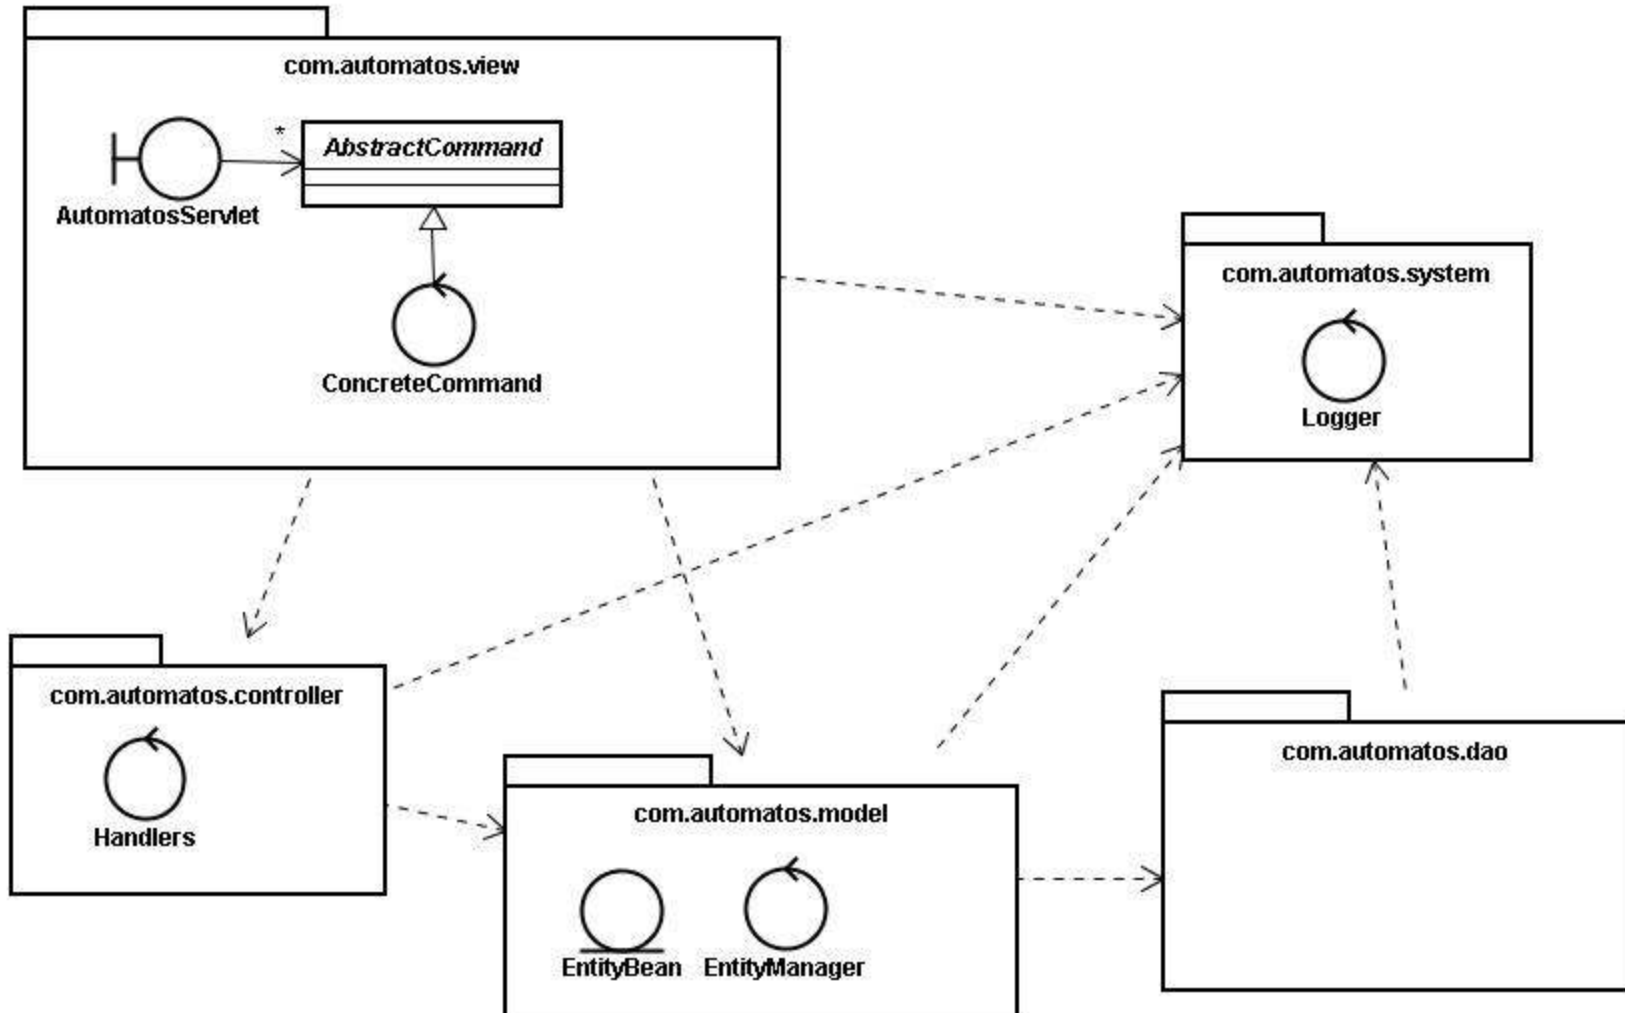 com.automatos.view
*
AbstractCommand
AutomatosServlet
ConcreteCommand
com.automatos.system
Logger
com.automatos.controller
Handlers
com.automatos.model
EntityBean
EntityManager
com.automatos.dao